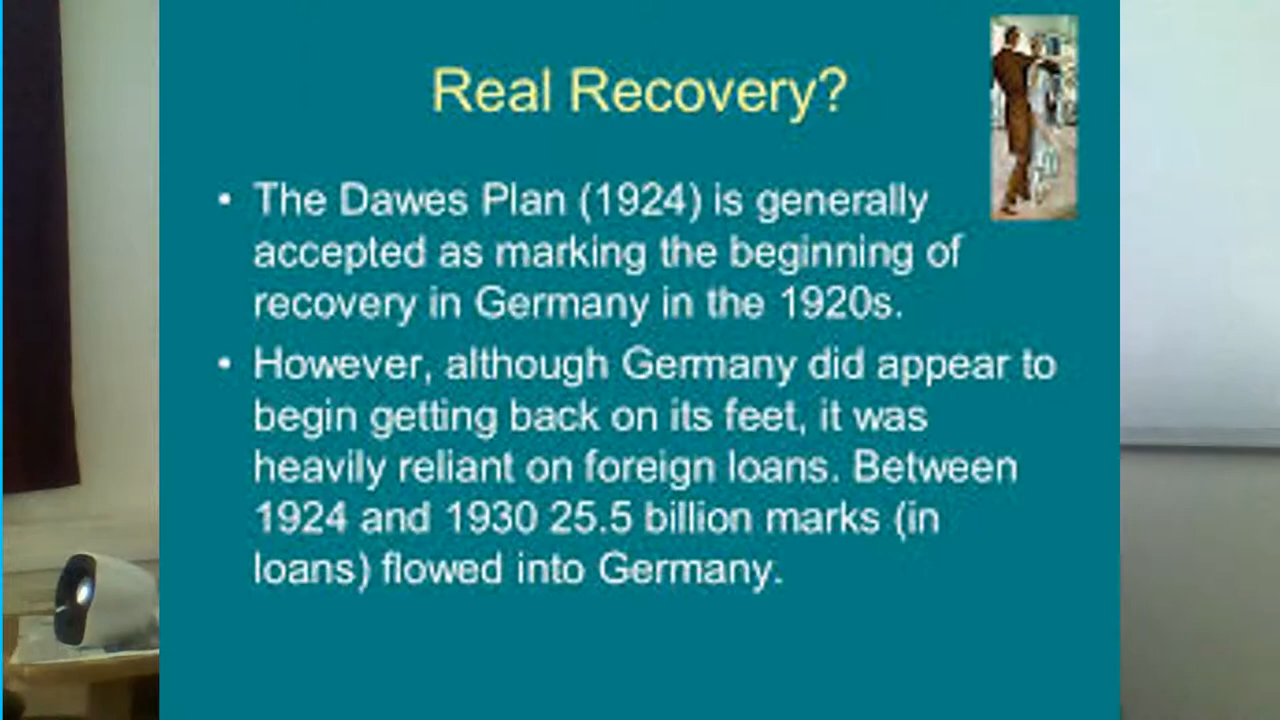 Real Recovery?
• The Dawes Plan (1924) is generally
accepted as marking the beginning of
recovery in Germany in the 1920s.
• However, although Germany did appear to
begin getting back on its feet, it was
heavily reliant on foreign loans. Between
1924 and 1930 25.5 billion marks (in
loans) flowed into Germany.